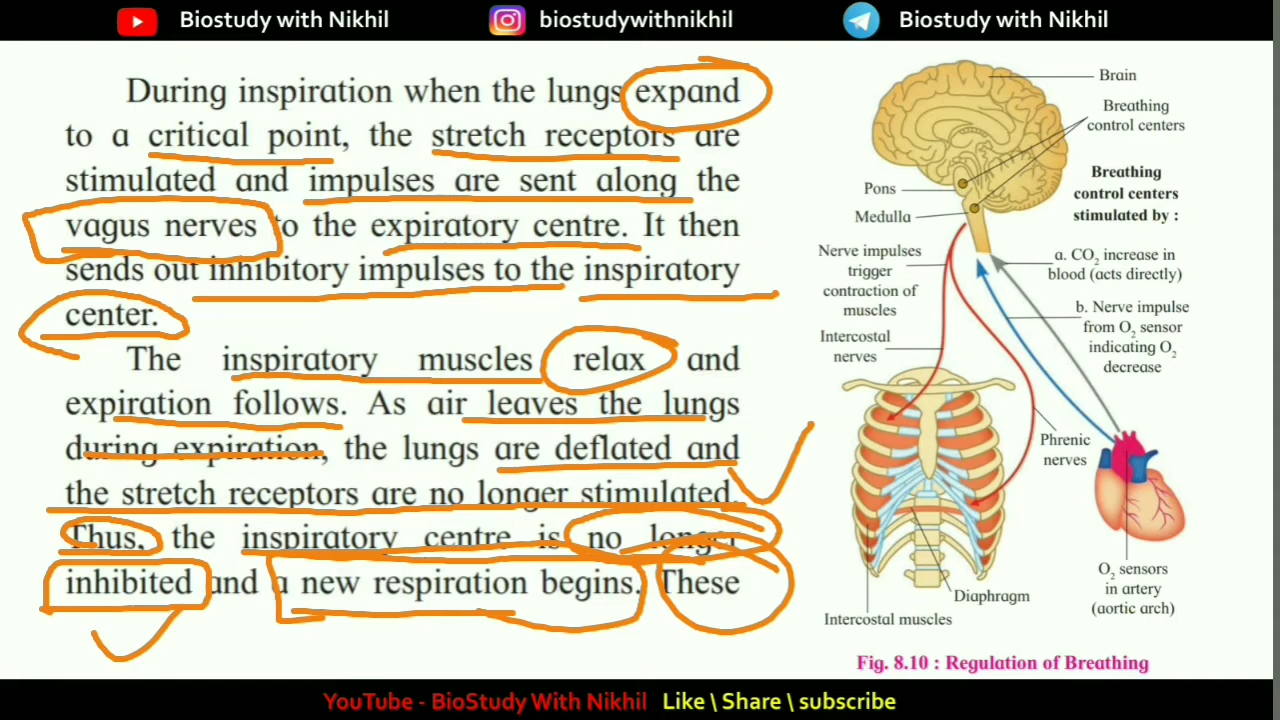 Biostudy with Nikhil
biostudywithnikhil
Biostudy with Nikhil
During inspiration when the lungs expand
to a critical point, the stretch receptors are
stimulated and impulses are sent along the
vagus nerves to the expiratory centre. It then
sends out inhibitory impulses to the inspiratory
center.
The inspiratory muscles relax and
expiration follows. As air leaves the lungs
during expiration, the lungs are deflated and
the stretch receptors are no longer stimulated.
Thus, the inspiratory centre is no longer
inhibited and a new respiration begins. These
Brain
Breathing
control centers
Pons
Medulla
Breathing
control centers
stimulated by :
Nerve impulses
trigger
contraction of
muscles
a. CO₂ increase in
blood (acts directly)
b. Nerve impulse
from O₂ sensor
indicating O₂
decrease
Intercostal
nerves
Phrenic
nerves
Diaphragm
Intercostal muscles
O₂ sensors
in artery
(aortic arch)
Fig. 8.10 : Regulation of Breathing
YouTube - BioStudy With Nikhil Like \ Share \ subscribe